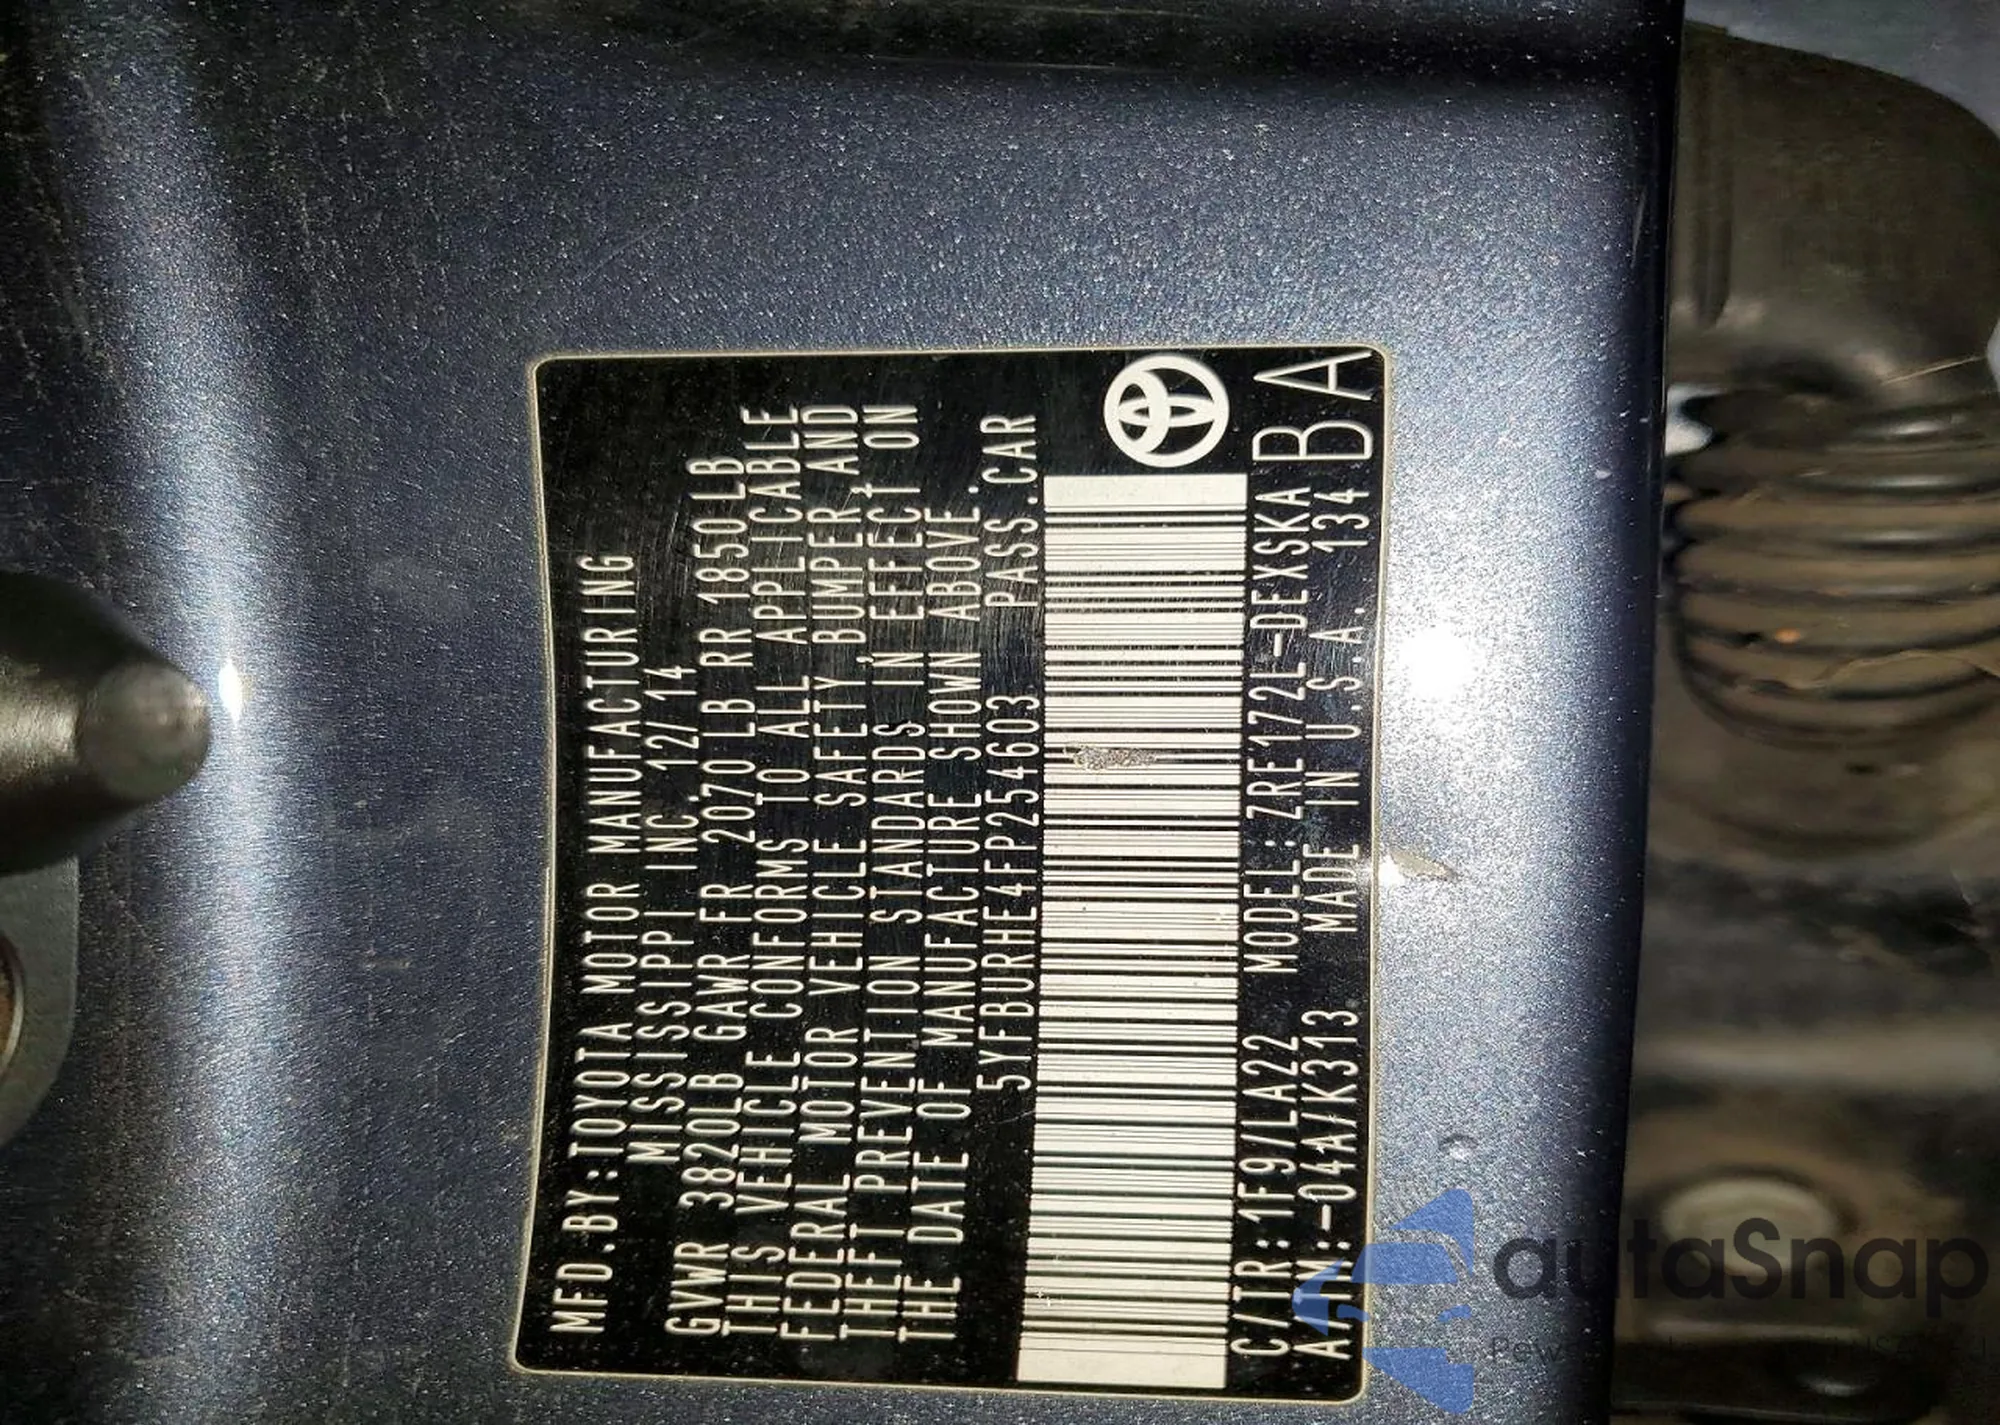 MFD.BY:TOYOTA MOTOR MANUFACTURING
MISSISSIPPI INC. 12/14
GVWR 3820LB GAWR FR 2070LB RR 1850LB
THIS VEHICLE CONFORMS TO ALL APPLICABLE
FEDERAL MOTOR VEHICLE SAFETY, BUMPER, AND
THEFT PREVENTION STANDARDS IN EFFECT ON
THE DATE OF MANUFACTURE SHOWN ABOVE.
5YFBURHE4FP254603 PASS.CAR
C/TR:1F9/LA22 MODEL:ZRE172L-DEXSKA
A/TM:-04A/K313 MADE IN U.S.A. 134
BA
autaSnap